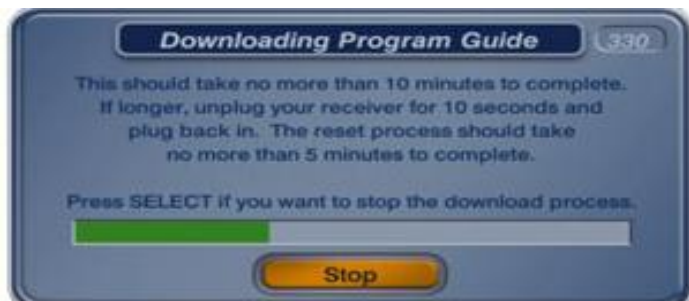 Downloading Program Guide
330
This should take no more than 10 minutes to complete.
If longer, unplug your receiver for 10 seconds and
plug back in. The reset process should take
no more than 5 minutes to complete.
Press SELECT if you want to stop the download process.
Stop